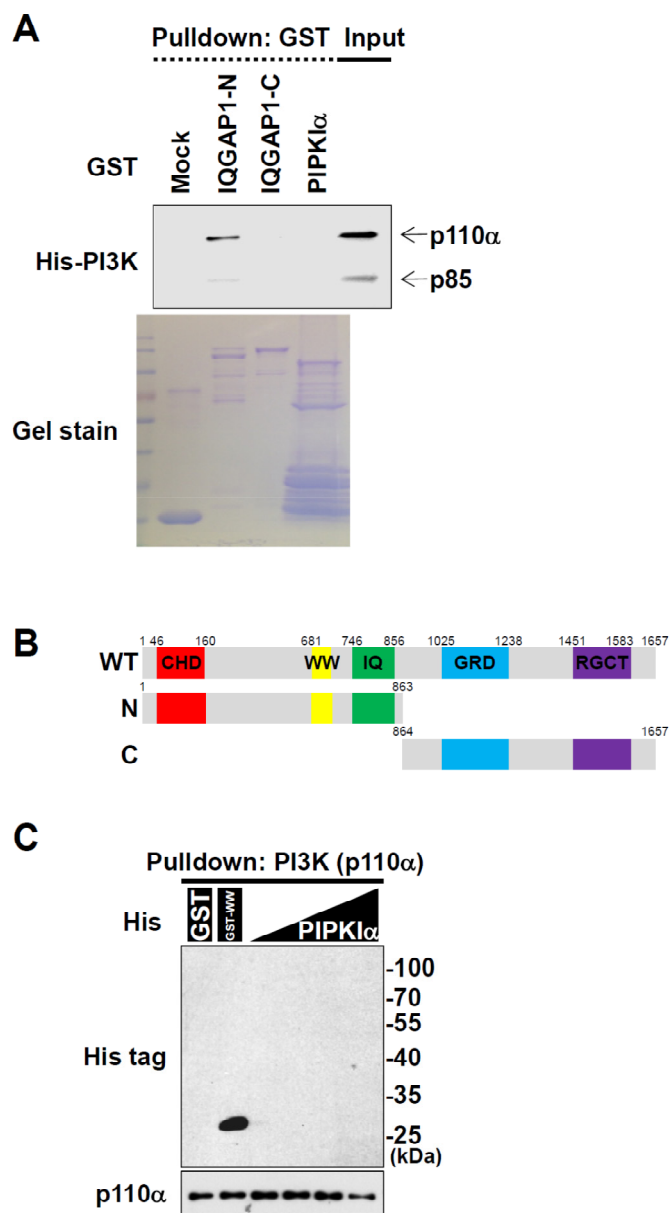 A
Pulldown: GST Input
GST
Mock
IQGAP1-N
IQGAP1-C
PIPKIα
His-PI3K
p110α
p85
Gel stain
B
1 46 160 681 746 856 1025 1238 1451 1583 1657
WT CHD WW IQ GRD RGCT
1 863
N
864 1657
C
C
Pulldown: PI3K (p110α)
His GST GST-WW PIPKIα
-100
-70
-55
His tag
-40
-35
-25
(kDa)
p110α